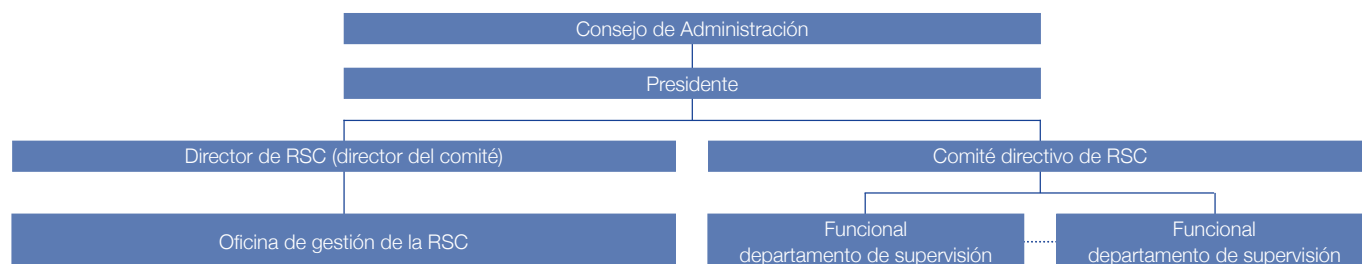 Consejo de Administración
Presidente
Director de RSC (director del comité)
Comité directivo de RSC
Oficina de gestión de la RSC
Funcional
departamento de supervisión
Funcional
departamento de supervisión